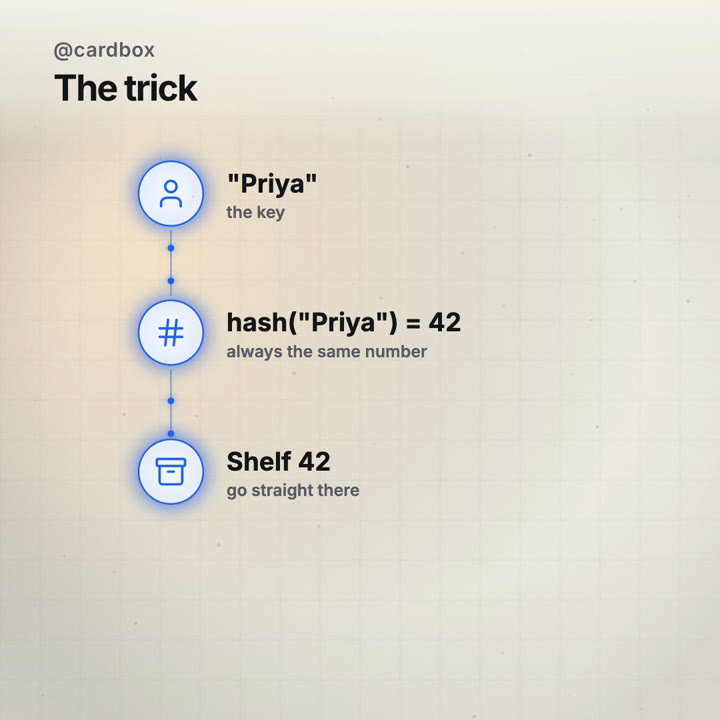 @cardbox
The trick
"Priya"
the key
hash("Priya") = 42
always the same number
Shelf 42
go straight there